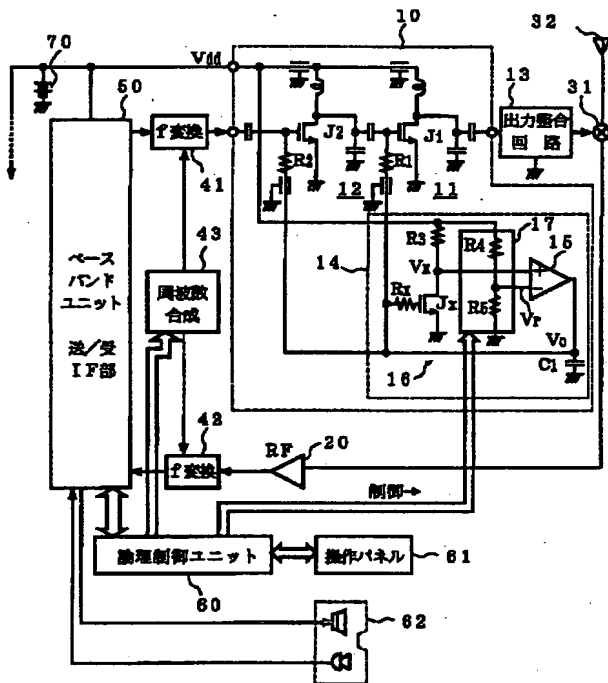 10
32
70
Vdd
50
13
31
f変換
J2
J1
出力整合
回路
41
R2
R1
12
11
17
43
R3
R4
15
14
VX
ベース
バンド
ユニット
周波数
合成
RX
JX
R5
Vr
送/受
IF部
Vo
16
C1
42
RF
20
f変換
制御→
論理制御ユニット
操作パネル
61
60
62